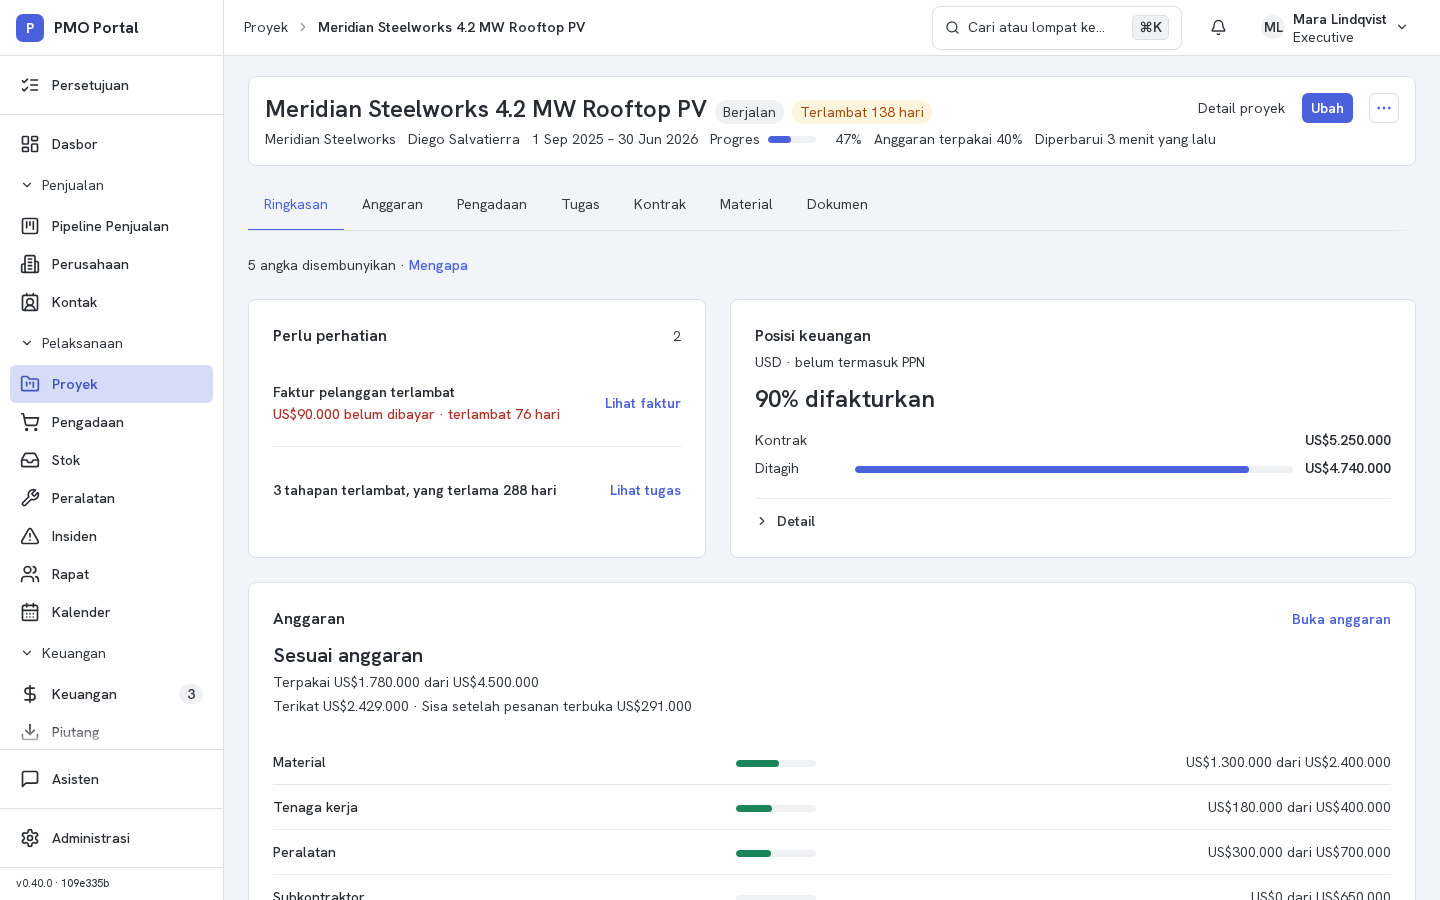 P PMO Portal
Proyek > Meridian Steelworks 4.2 MW Rooftop PV
Cari atau lompat ke... ⌘K
ML Mara Lindqvist
Executive
Persetujuan
Dasbor
Penjualan
Pipeline Penjualan
Perusahaan
Kontak
Pelaksanaan
Proyek
Pengadaan
Stok
Peralatan
Insiden
Rapat
Kalender
Keuangan
Keuangan 3
Piutang
Asisten
Administrasi
v0.40.0 · 109e335b
Meridian Steelworks 4.2 MW Rooftop PV Berjalan Terlambat 138 hari
Detail proyek Ubah ...
Meridian Steelworks Diego Salvatierra 1 Sep 2025 – 30 Jun 2026 Progres 47% Anggaran terpakai 40% Diperbarui 3 menit yang lalu
Ringkasan Anggaran Pengadaan Tugas Kontrak Material Dokumen
5 angka disembunyikan · Mengapa
Perlu perhatian 2
Faktur pelanggan terlambat
US$90.000 belum dibayar · terlambat 76 hari
Lihat faktur
3 tahapan terlambat, yang terlama 288 hari Lihat tugas
Posisi keuangan
USD · belum termasuk PPN
90% difakturkan
Kontrak US$5.250.000
Ditagih US$4.740.000
Detail
Anggaran Buka anggaran
Sesuai anggaran
Terpakai US$1.780.000 dari US$4.500.000
Terikat US$2.429.000 · Sisa setelah pesanan terbuka US$291.000
Material US$1.300.000 dari US$2.400.000
Tenaga kerja US$180.000 dari US$400.000
Peralatan US$300.000 dari US$700.000
Subkontraktor US$0 dari US$650.000